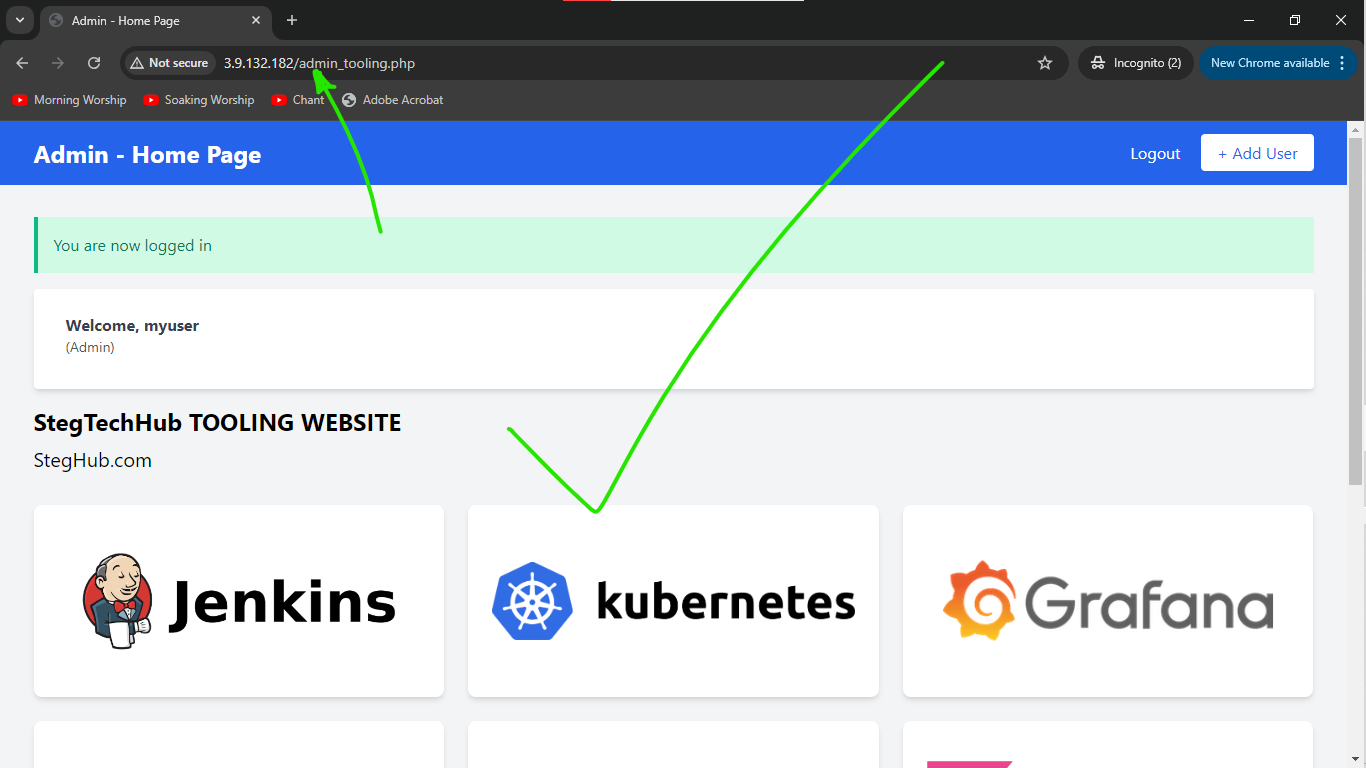 Admin - Home Page
Not secure 3.9.132.182/admin_tooling.php Incognito (2) New Chrome available
Morning Worship Soaking Worship Chant Adobe Acrobat
Admin - Home Page Logout + Add User
You are now logged in
Welcome, myuser
(Admin)
StegTechHub TOOLING WEBSITE
StegHub.com
Jenkins kubernetes Grafana